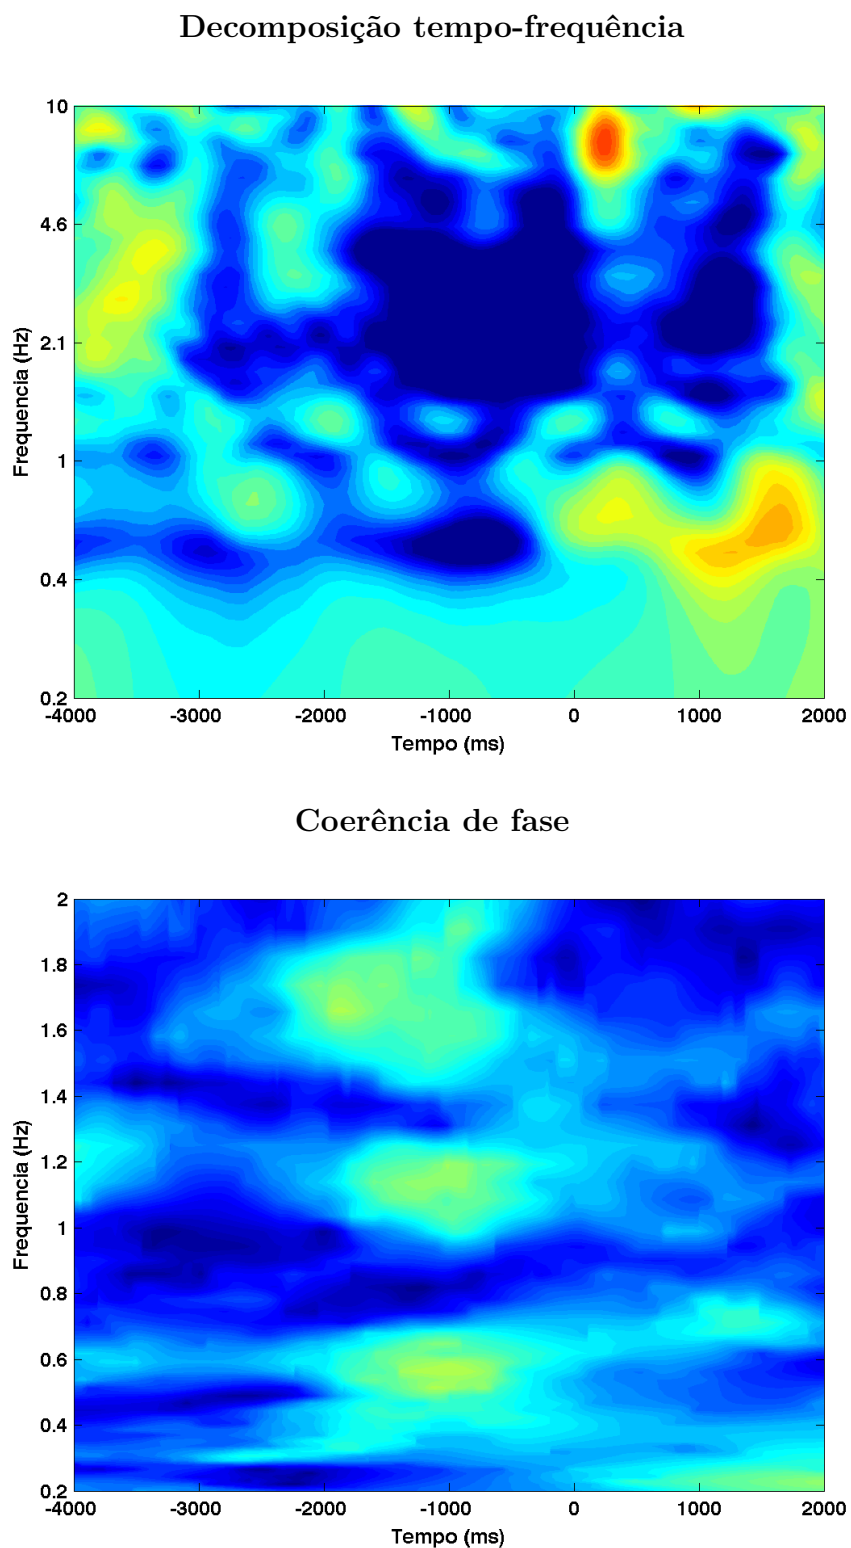 Decomposição tempo-frequência
10
4.6
2.1
1
0.4
0.2
Frequencia (Hz)
-4000 -3000 -2000 -1000 0 1000 2000
Tempo (ms)
Coerência de fase
2
1.8
1.6
1.4
1.2
1
0.8
0.6
0.4
0.2
Frequencia (Hz)
-4000 -3000 -2000 -1000 0 1000 2000
Tempo (ms)